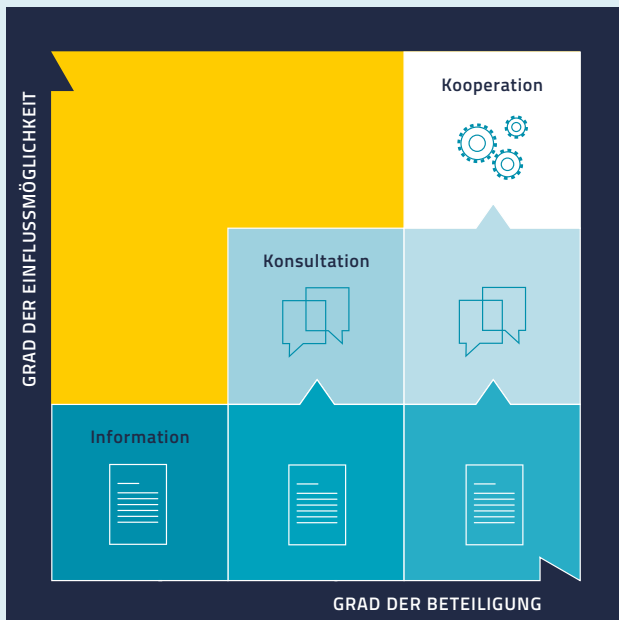 Kooperation
GRAD DER EINFLUSSMÖGLICHKEIT
Konsultation
Information
GRAD DER BETEILIGUNG